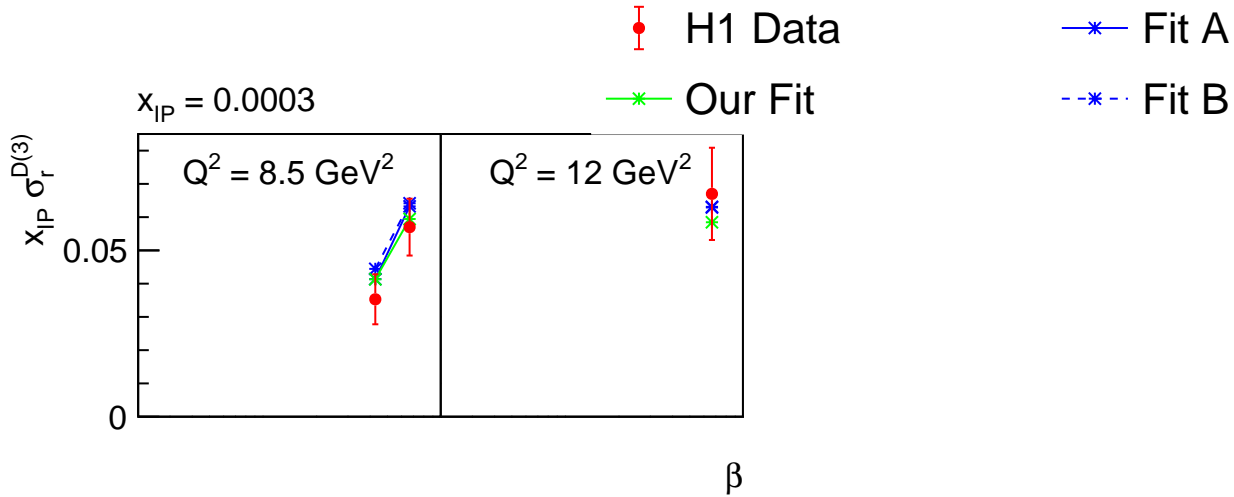 H1 Data
Fit A
Our Fit
Fit B
x_IP = 0.0003
Q² = 8.5 GeV²
Q² = 12 GeV²
x_IP σ_r^D(3)
0.05
0
β